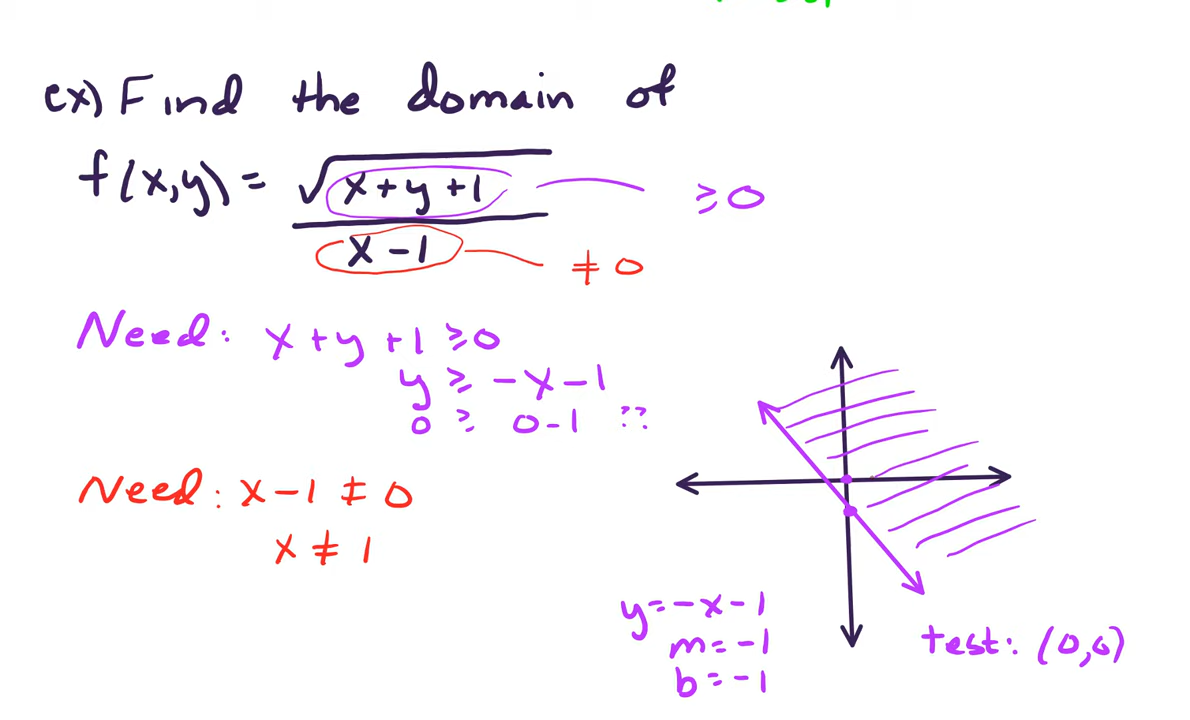 ex) Find the domain of
f(x,y) = √(x+y+1) / (x-1)
≥0
≠0
Need: x+y+1≥0
y ≥ -x-1
0 ≥ 0-1 ??
Need: x-1≠0
x≠1
y=-x-1
m=-1
b=-1
test: (0,0)